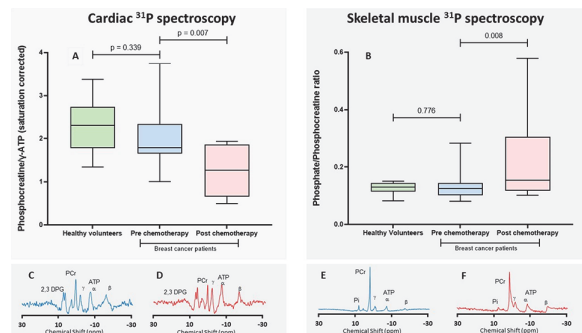 Cardiac ³¹P spectroscopy
Skeletal muscle ³¹P spectroscopy
A
p = 0.339
p = 0.007
Phosphocreatine/γ-ATP (saturation corrected)
4
3
2
1
0
Healthy volunteers
Pre chemotherapy
Post chemotherapy
Breast cancer patients
B
0.776
0.008
Phosphate/Phosphocreatine ratio
0.6
0.4
0.2
0.0
Healthy volunteers
Pre chemotherapy
Post chemotherapy
Breast cancer patients
C
2,3 DPG
PCr
γ
ATP
α
β
30
10
-10
-30
Chemical Shift (ppm)
D
2,3 DPG
PCr
γ
ATP
α
β
30
10
-10
-30
Chemical Shift (ppm)
E
Pi
PCr
γ
ATP
α
β
30
10
-10
-30
Chemical Shift (ppm)
F
Pi
PCr
γ
ATP
α
β
30
10
-10
-30
Chemical Shift (ppm)